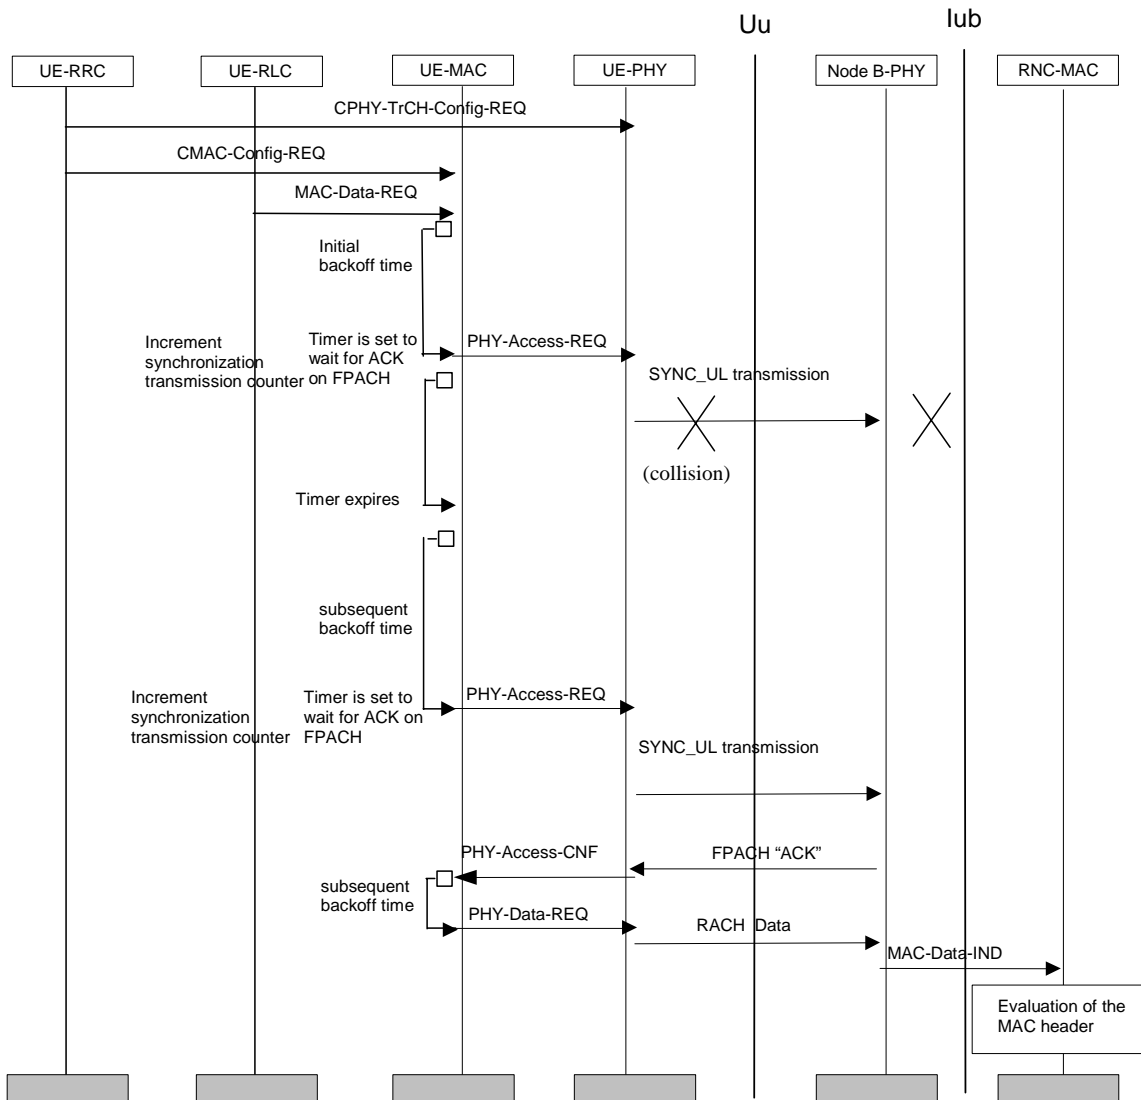 Uu
Iub
UE-RRC
UE-RLC
UE-MAC
UE-PHY
Node B-PHY
RNC-MAC
CPHY-TrCH-Config-REQ
CMAC-Config-REQ
MAC-Data-REQ
Initial
backoff time
Increment
synchronization
transmission counter
Timer is set to
wait for ACK
on FPACH
PHY-Access-REQ
SYNC_UL transmission
(collision)
Timer expires
subsequent
backoff time
Increment
synchronization
transmission counter
Timer is set to
wait for ACK on
FPACH
PHY-Access-REQ
SYNC_UL transmission
PHY-Access-CNF
FPACH “ACK”
subsequent
backoff time
PHY-Data-REQ
RACH Data
MAC-Data-IND
Evaluation of the
MAC header